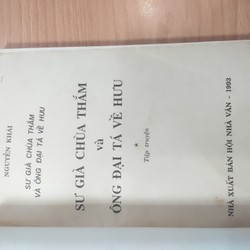 NGUYỄN KHẢI
SƯ GIÀ CHÙA THẮM
VÀ ÔNG ĐẠI TÁ VỀ HƯU
SƯ GIÀ CHÙA THẮM
và
ÔNG ĐẠI TÁ VỀ HƯU
*
Tập truyện
NHÀ XUẤT BẢN HỘI NHÀ VĂN - 1993